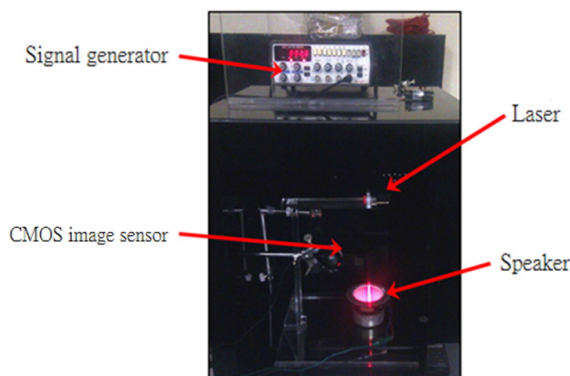 Signal generator
Laser
CMOS image sensor
Speaker